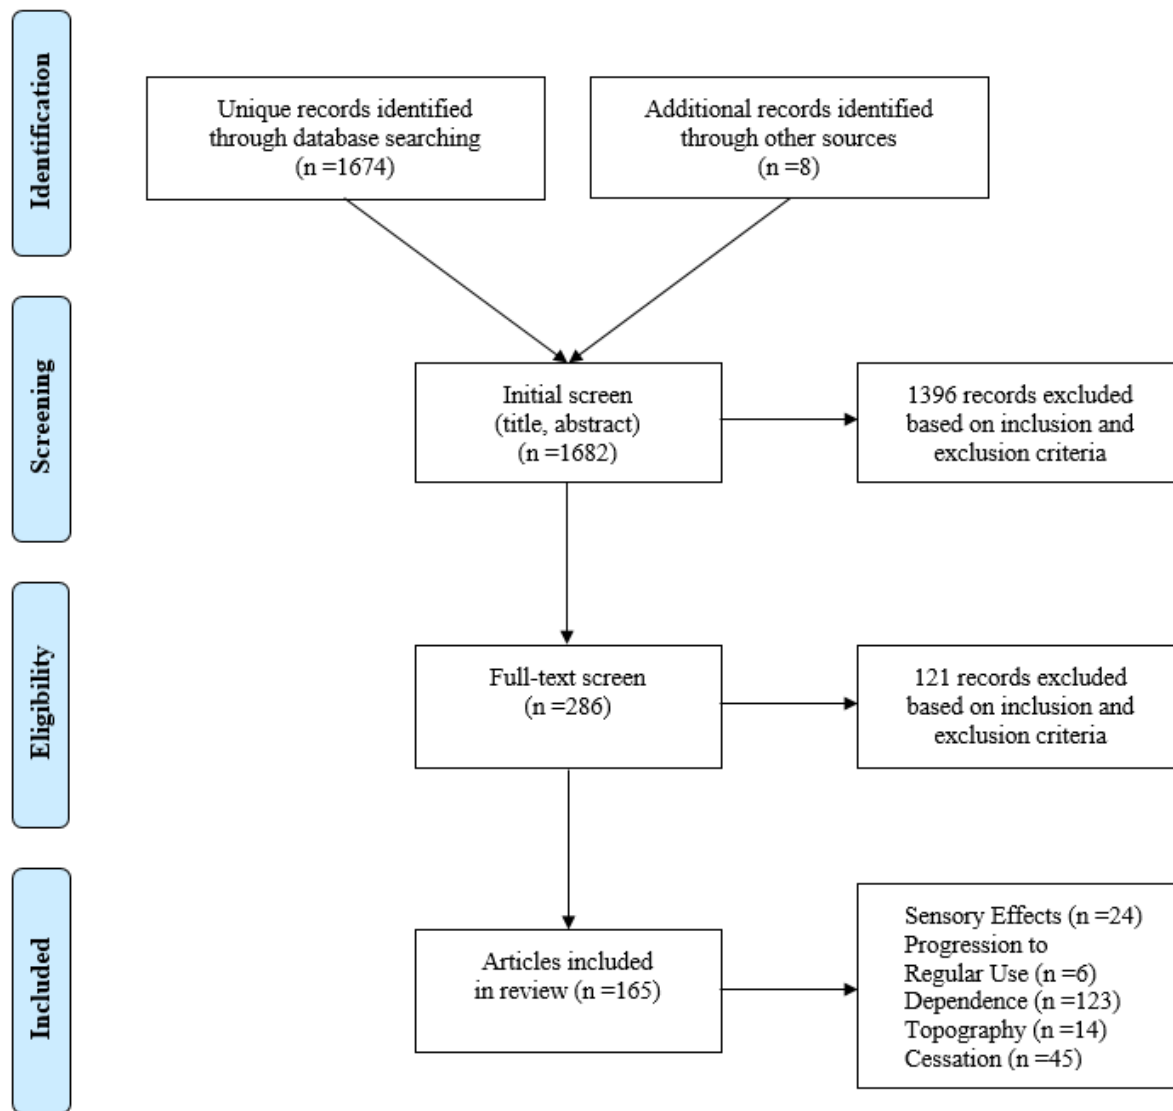 Identification
Unique records identified
through database searching
(n =1674)
Additional records identified
through other sources
(n =8)
Screening
Initial screen
(title, abstract)
(n =1682)
1396 records excluded
based on inclusion and
exclusion criteria
Eligibility
Full-text screen
(n =286)
121 records excluded
based on inclusion and
exclusion criteria
Included
Articles included
in review (n =165)
Sensory Effects (n =24)
Progression to
Regular Use (n =6)
Dependence (n =123)
Topography (n =14)
Cessation (n =45)